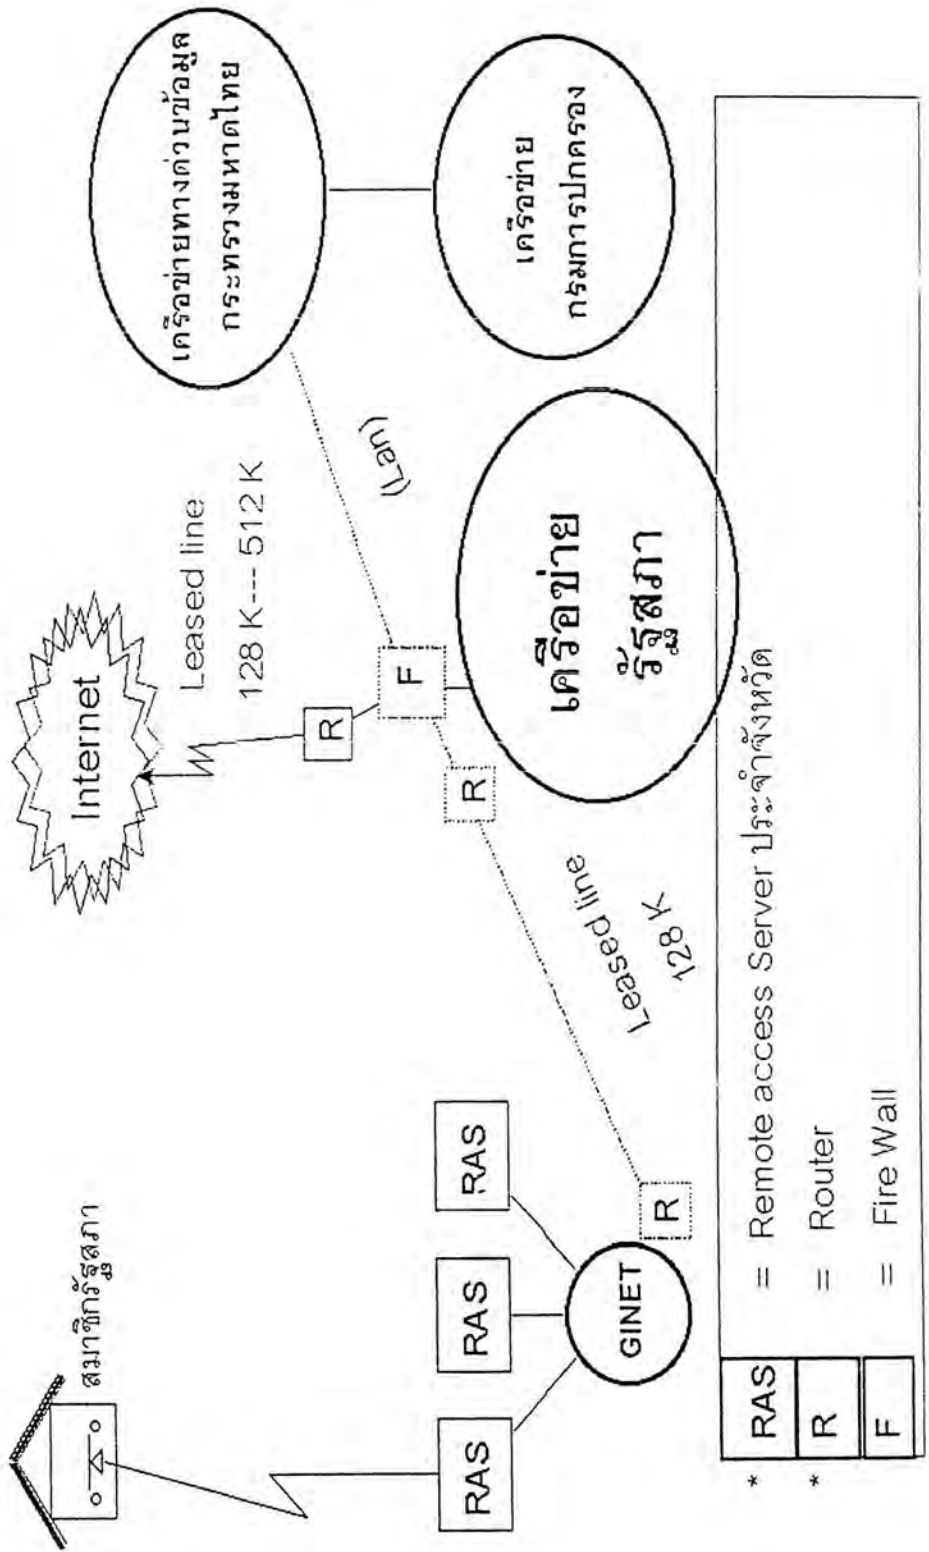 สมาชิกรัฐสภา
Internet
Leased line
128 K--- 512 K
เครือข่ายทางด่วนข้อมูล
กระทรวงมหาดไทย
R
F
(Lan)
R
RAS
RAS
RAS
GINET
R
Leased line
128 K
เครือข่าย
รัฐสภา
เครือข่าย
กรมการปกครอง
* RAS = Remote access Server ประจำจังหวัด
* R = Router
F = Fire Wall